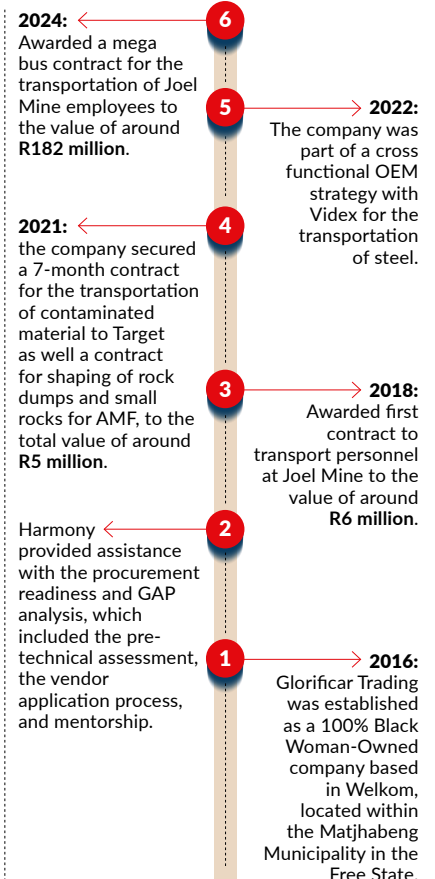 2024:
Awarded a mega
bus contract for the
transportation of Joel
Mine employees to
the value of around
R182 million.
6
5
2022:
The company was
part of a cross
functional OEM
strategy with
Videx for the
transportation
of steel.
2021:
the company secured
a 7-month contract
for the transportation
of contaminated
material to Target
as well a contract
for shaping of rock
dumps and small
rocks for AMF, to the
total value of around
R5 million.
4
3
2018:
Awarded first
contract to
transport personnel
at Joel Mine to the
value of around
R6 million.
Harmony
provided assistance
with the procurement
readiness and GAP
analysis, which
included the pre-
technical assessment,
the vendor
application process,
and mentorship.
2
1
2016:
Glorificar Trading
was established
as a 100% Black
Woman-Owned
company based
in Welkom,
located within
the Matjhabeng
Municipality in the
Free State.